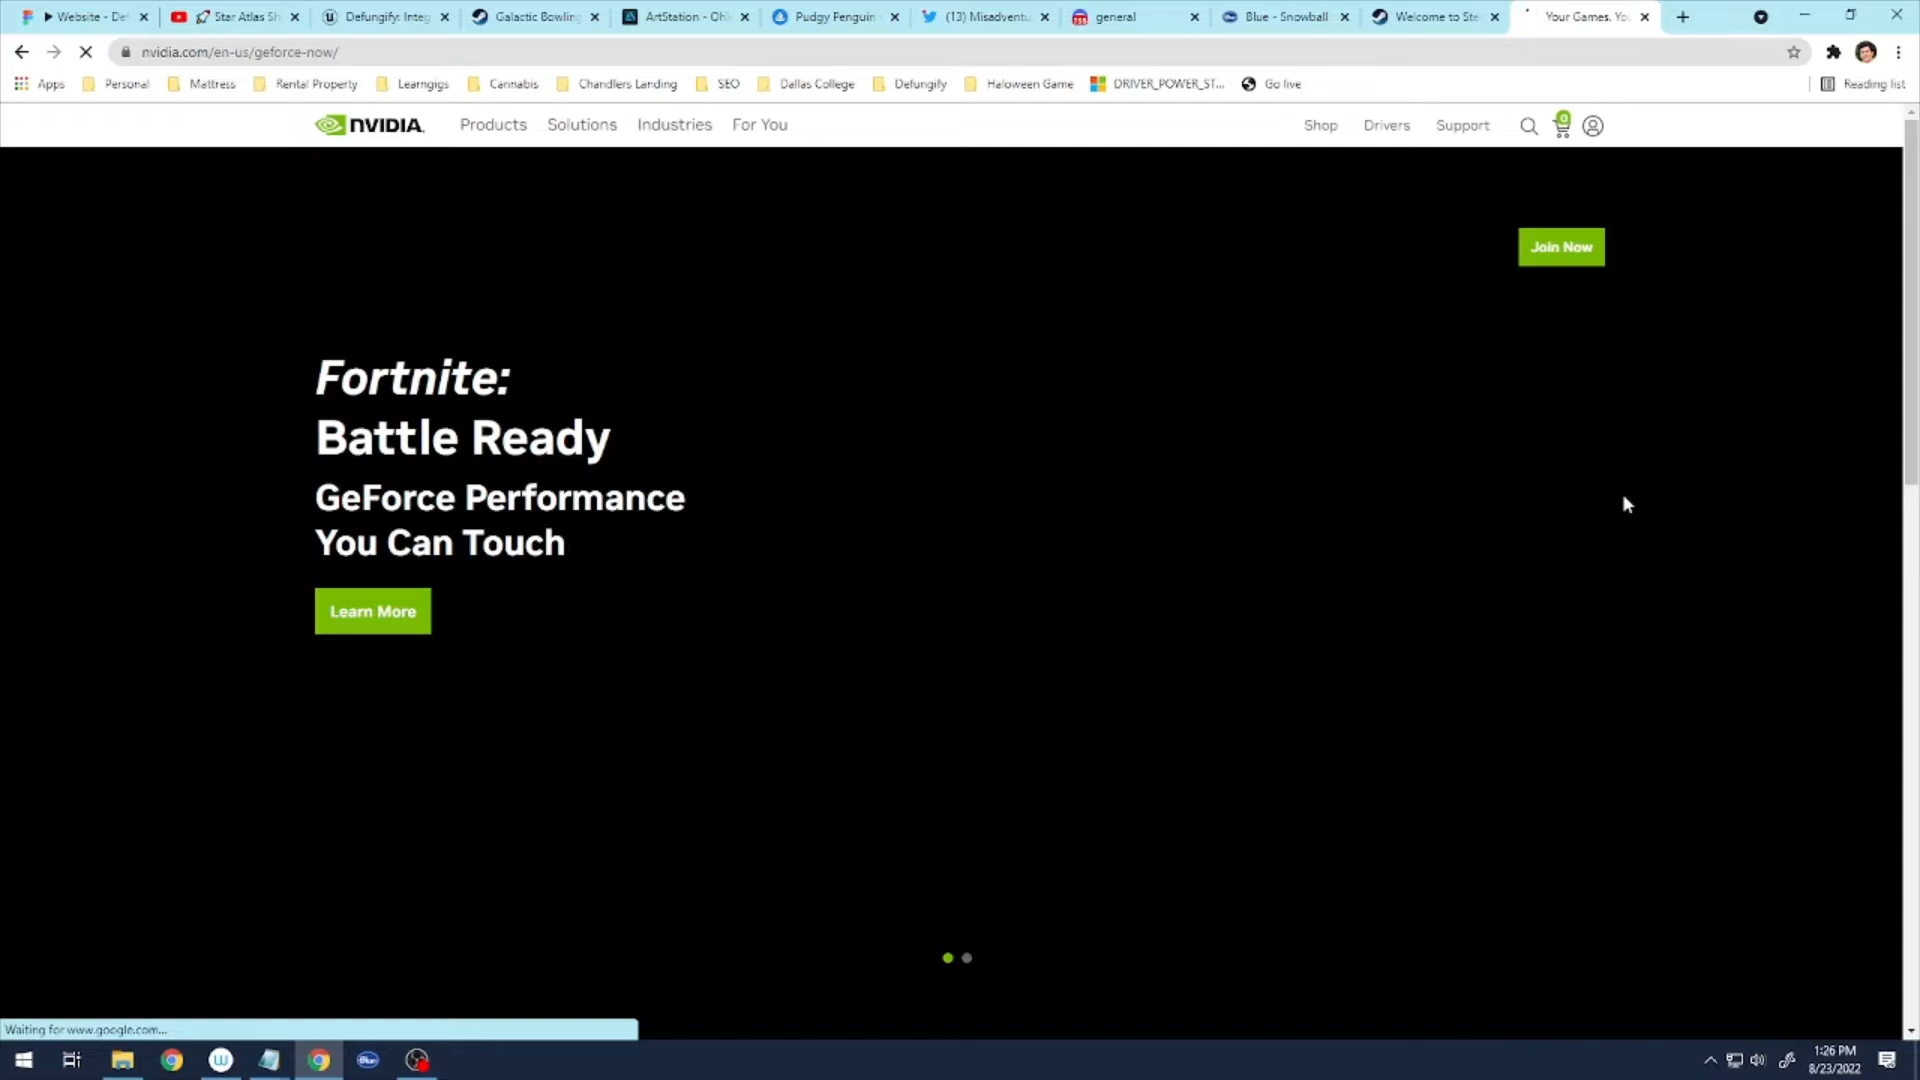 Website - De
Star Atlas Sh
Defungify: Integ
Galactic Bowling
ArtStation - Oh
Pudgy Penguin
(13) Misadventu
general
Blue - Snowball
Welcome to Ste
Your Games. Yo
nvidia.com/en-us/geforce-now/
Apps Personal Mattress Rental Property Learngigs Cannabis Chandlers Landing SEO Dallas College Defungify Haloween Game DRIVER_POWER_ST... Go live Reading list
NVIDIA. Products Solutions Industries For You Shop Drivers Support 0
Join Now
Fortnite:
Battle Ready
GeForce Performance
You Can Touch
Learn More
Waiting for www.google.com...
Blue
1:26 PM
8/23/2022